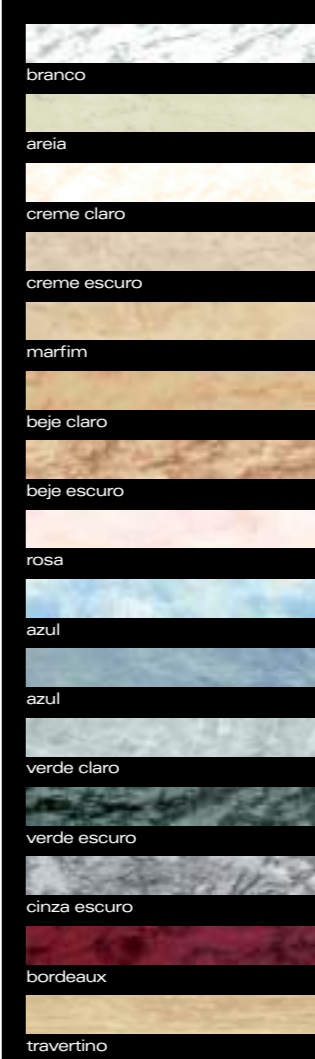 branco
areia
creme claro
creme escuro
marfim
beje claro
beje escuro
rosa
azul
azul
verde claro
verde escuro
cinza escuro
bordeaux
travertino